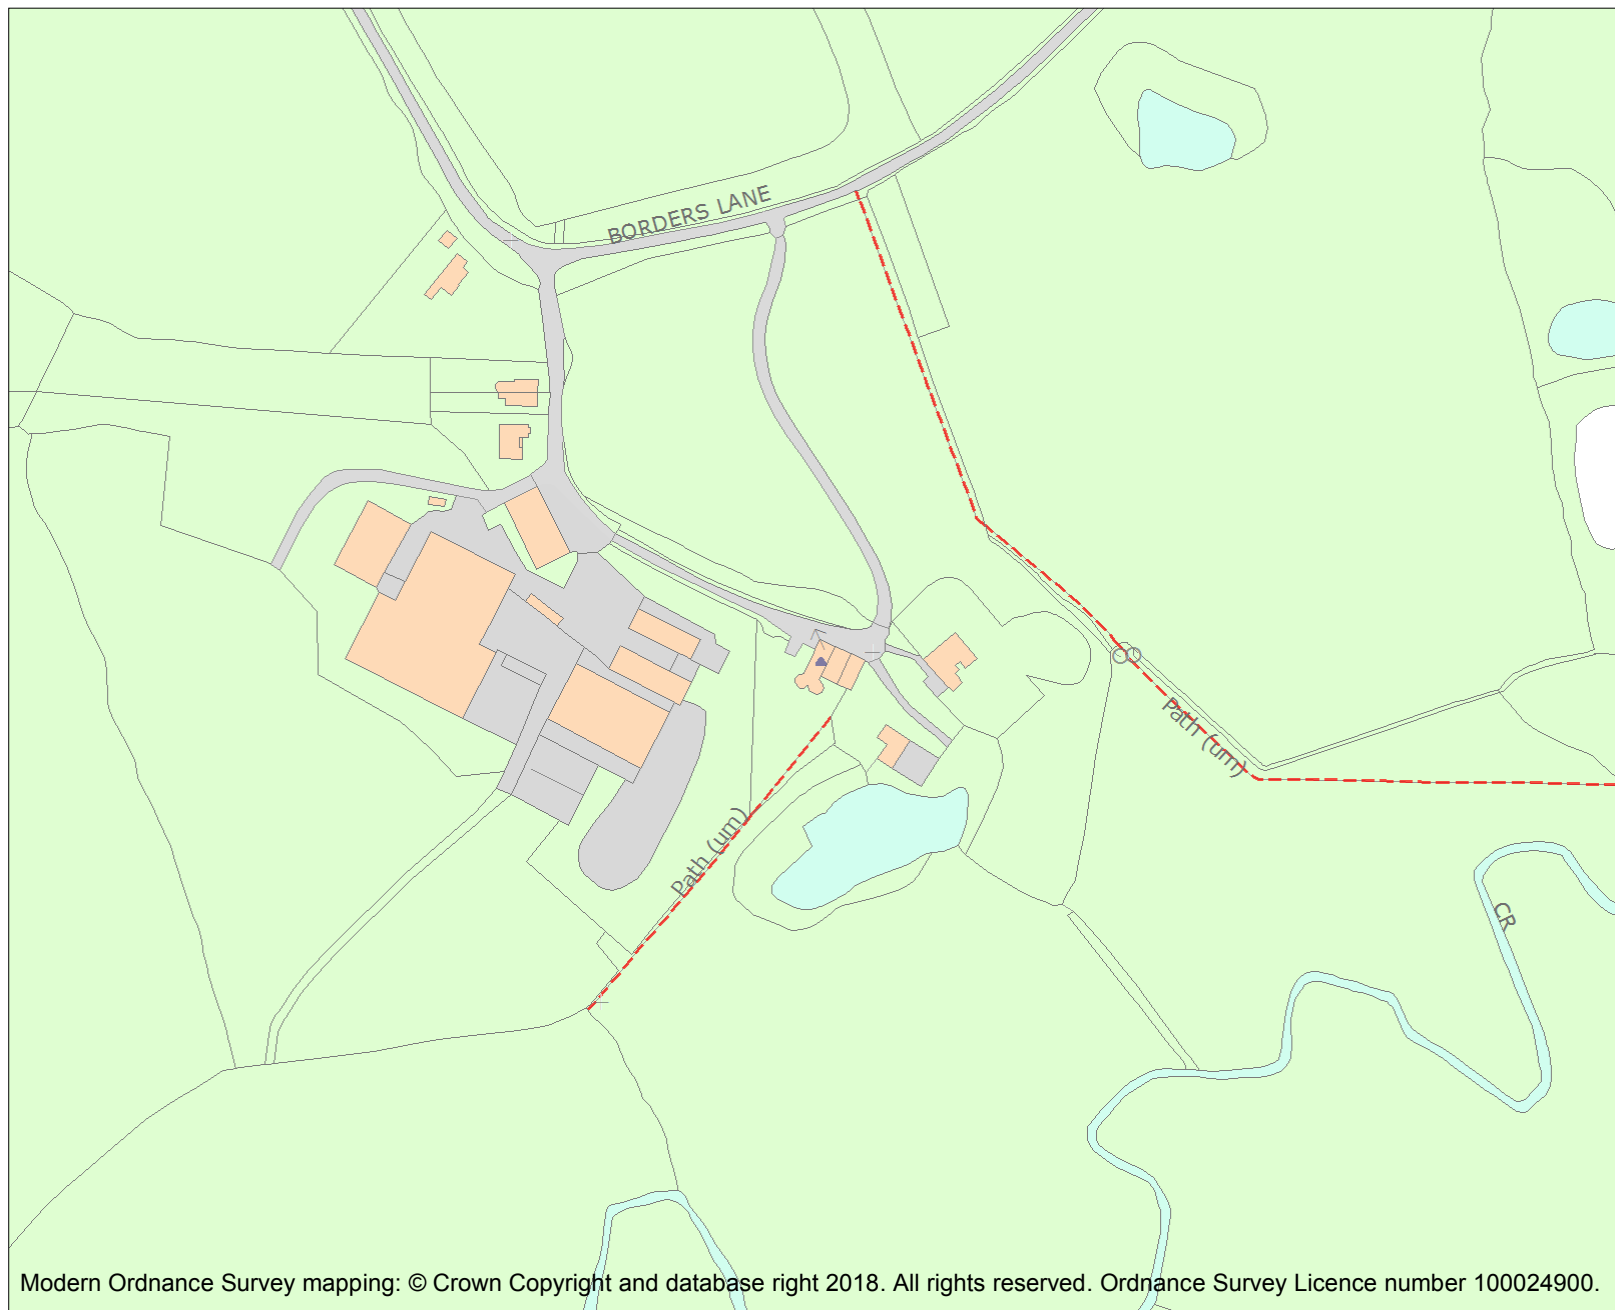 BORDERS LANE
Path (um)
Path (um)
CR
Modern Ordnance Survey mapping: © Crown Copyright and database right 2018. All rights reserved. Ordnance Survey Licence number 100024900.